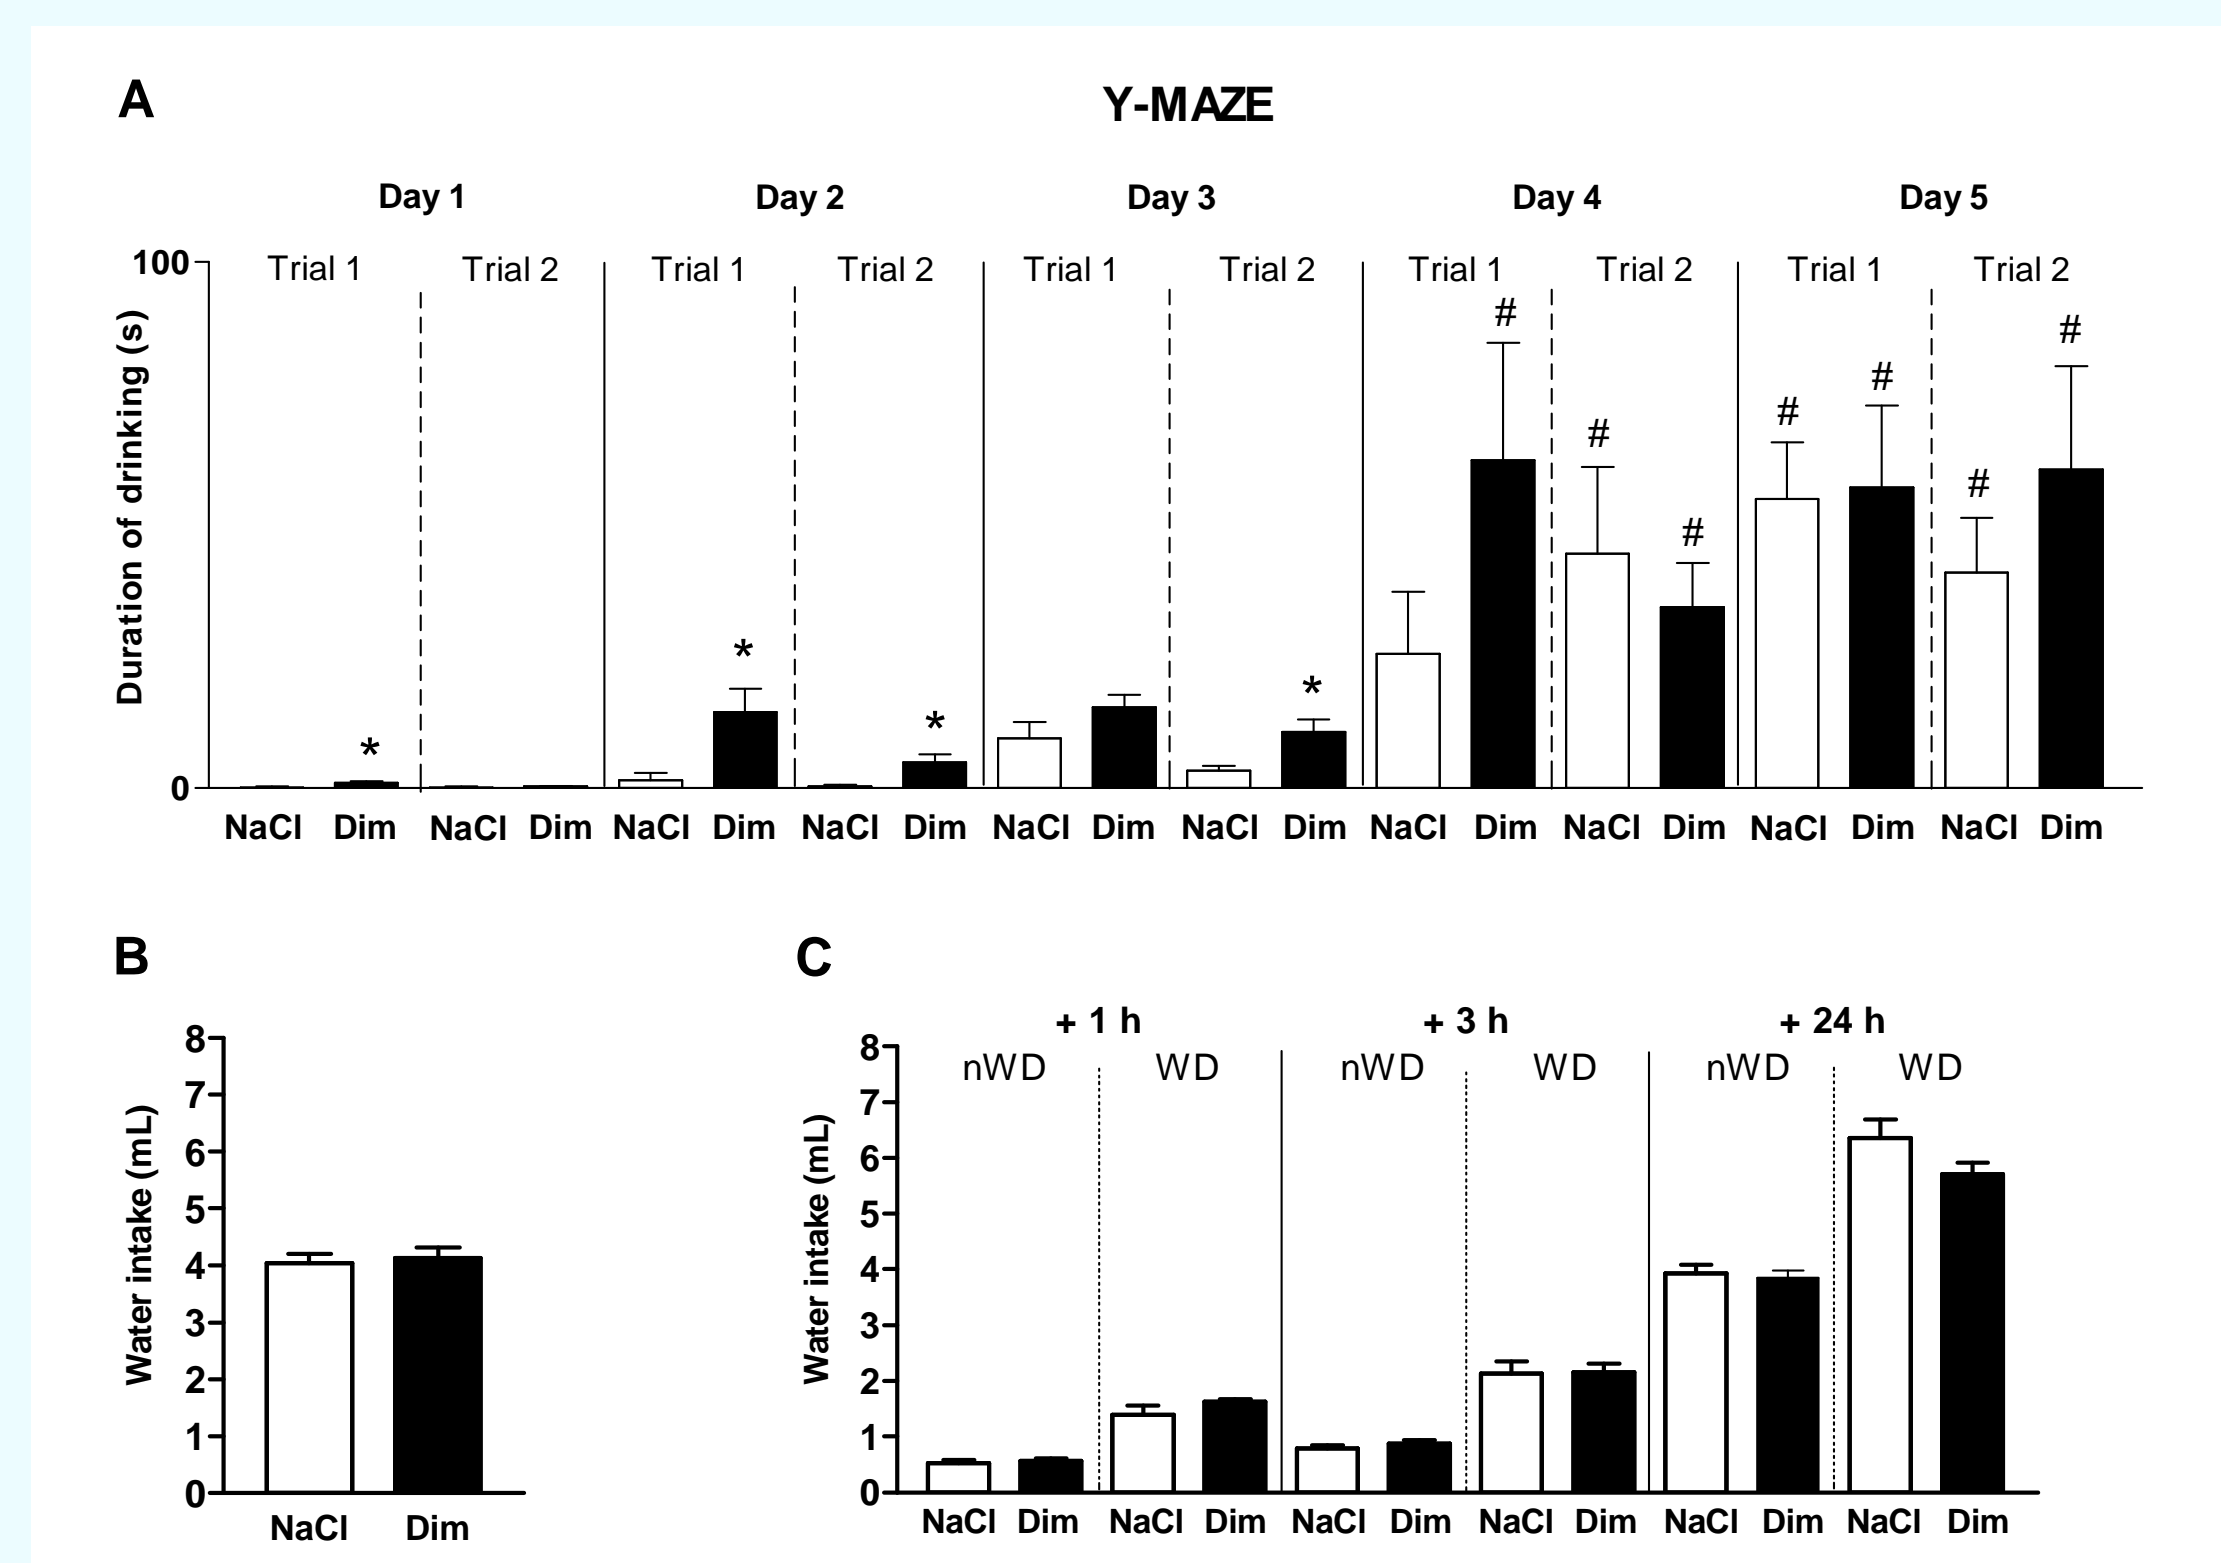 A
Y-MAZE
Day 1 Day 2 Day 3 Day 4 Day 5
Trial 1 Trial 2 Trial 1 Trial 2 Trial 1 Trial 2 Trial 1 Trial 2 Trial 1 Trial 2
Duration of drinking (s)
100
0
# # # # # # #
* * * *
NaCl Dim NaCl Dim NaCl Dim NaCl Dim NaCl Dim NaCl Dim NaCl Dim NaCl Dim NaCl Dim NaCl Dim
B
Water intake (mL)
8
7
6
5
4
3
2
1
0
NaCl Dim
C
+ 1 h + 3 h + 24 h
nWD WD nWD WD nWD WD
Water intake (mL)
8
7
6
5
4
3
2
1
0
NaCl Dim NaCl Dim NaCl Dim NaCl Dim NaCl Dim NaCl Dim